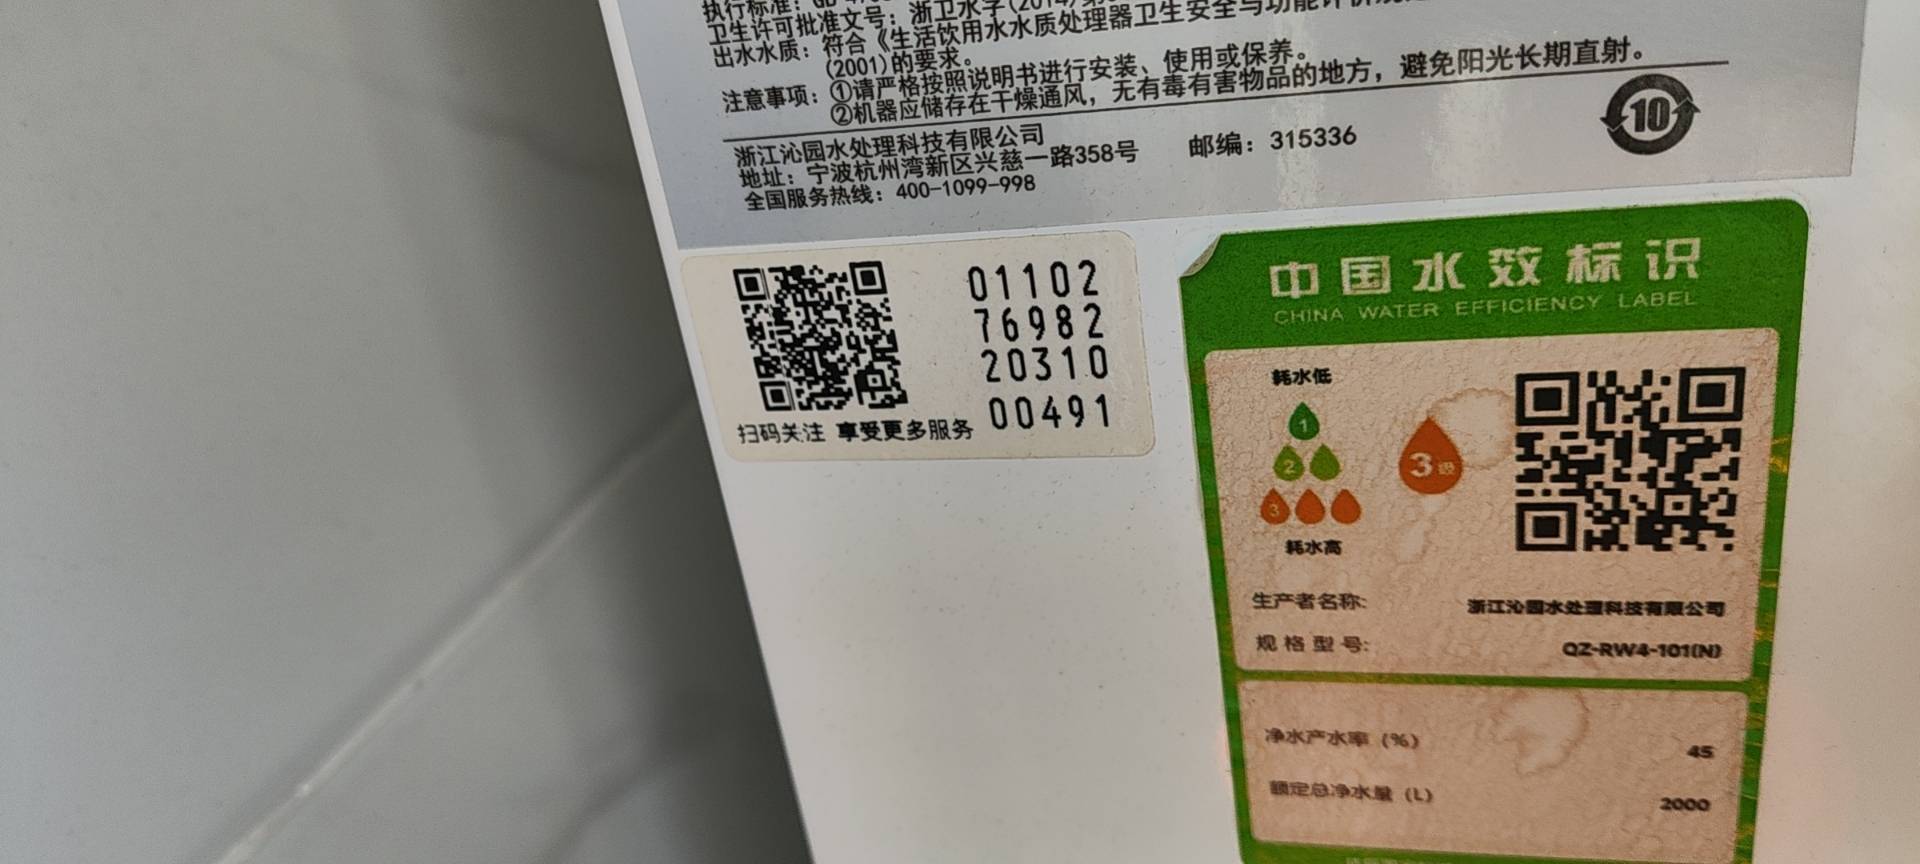 执行标准：GB 4706
卫生许可批准文号：浙卫水字(2014)第
出水水质：符合《生活饮用水水质处理器卫生安全与功能评价规范
(2001)的要求。
注意事项：①请严格按照说明书进行安装、使用或保养。
②机器应储存在干燥通风，无有毒有害物品的地方，避免阳光长期直射。
10
浙江沁园水处理科技有限公司
地址：宁波杭州湾新区兴慈一路358号 邮编：315336
全国服务热线：400-1099-998
01102
76982
20310
00491
扫码关注 享受更多服务
中国水效标识
CHINA WATER EFFICIENCY LABEL
耗水低
1
2
3
耗水高
3级
生产者名称: 浙江沁园水处理科技有限公司
规格型号: QZ-RW4-101(N)
净水产水率（%） 45
额定总净水量（L） 2000